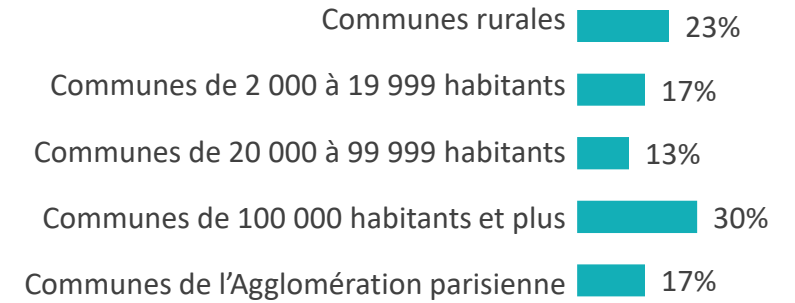 Communes rurales 23%
Communes de 2 000 à 19 999 habitants 17%
Communes de 20 000 à 99 999 habitants 13%
Communes de 100 000 habitants et plus 30%
Communes de l’Agglomération parisienne 17%